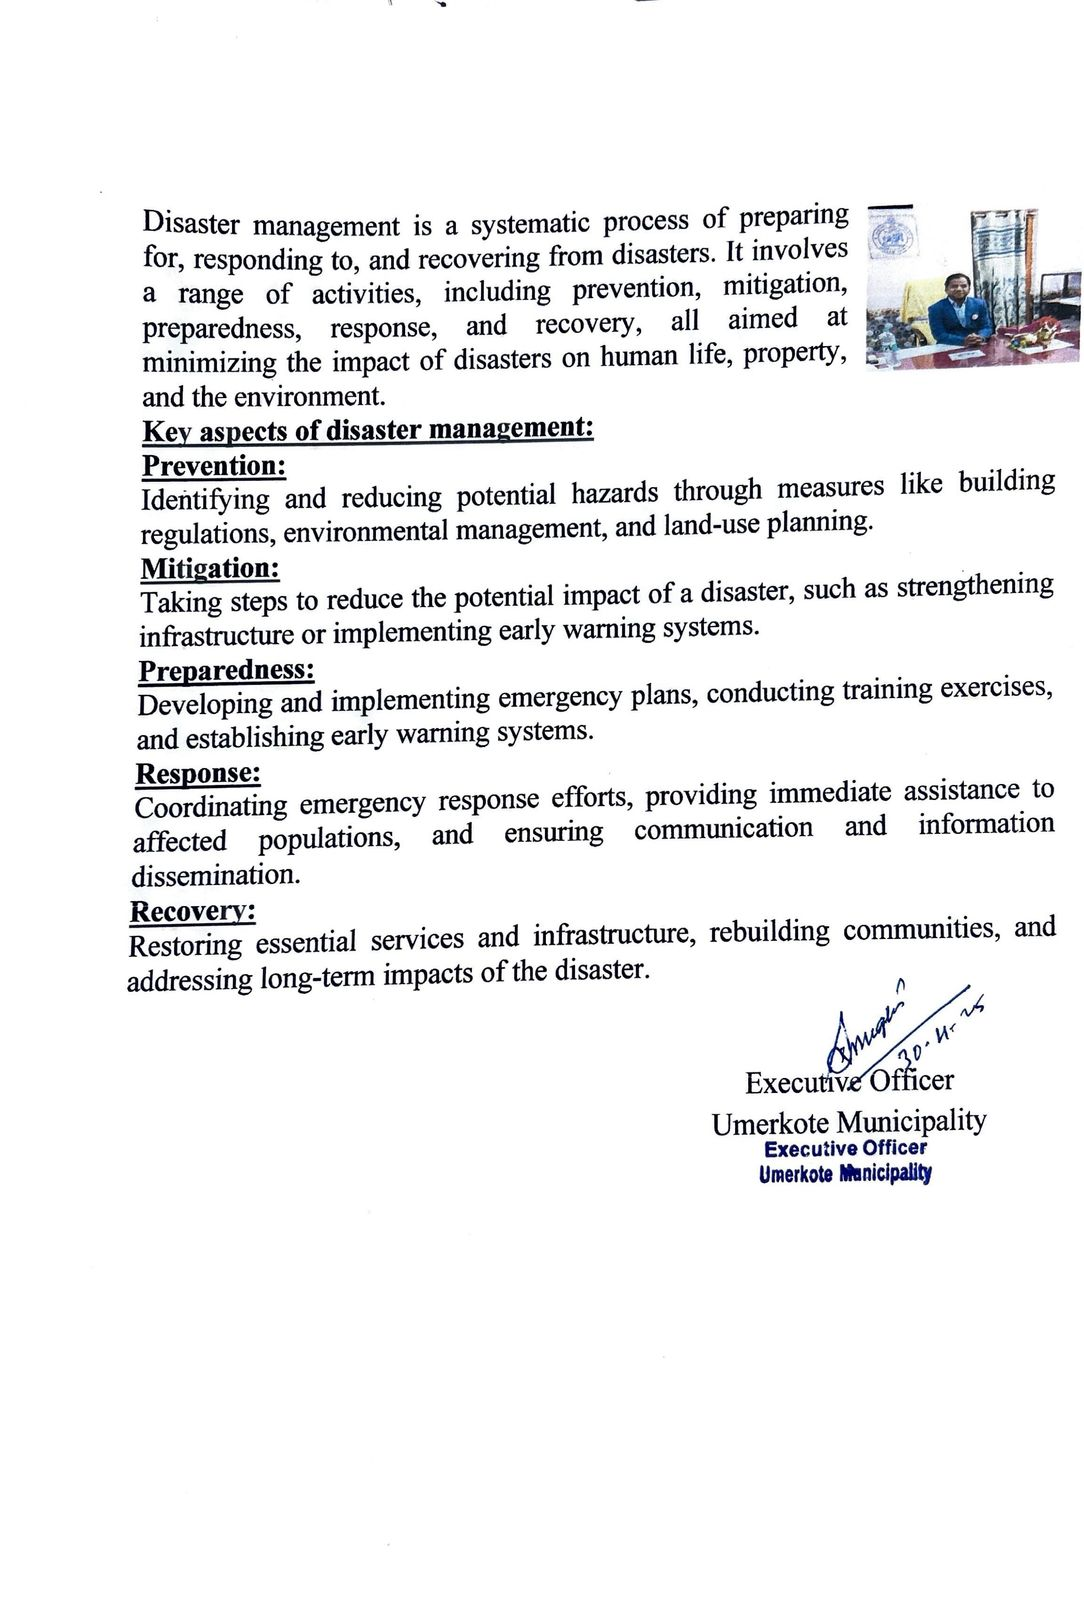 Disaster management is a systematic process of preparing
for, responding to, and recovering from disasters. It involves
a range of activities, including prevention, mitigation,
preparedness, response, and recovery, all aimed at
minimizing the impact of disasters on human life, property,
and the environment.
Key aspects of disaster management:
Prevention:
Identifying and reducing potential hazards through measures like building
regulations, environmental management, and land-use planning.
Mitigation:
Taking steps to reduce the potential impact of a disaster, such as strengthening
infrastructure or implementing early warning systems.
Preparedness:
Developing and implementing emergency plans, conducting training exercises,
and establishing early warning systems.
Response:
Coordinating emergency response efforts, providing immediate assistance to
affected populations, and ensuring communication and information
dissemination.
Recovery:
Restoring essential services and infrastructure, rebuilding communities, and
addressing long-term impacts of the disaster.
Executive Officer
Umerkote Municipality
Executive Officer
Umerkote Municipality